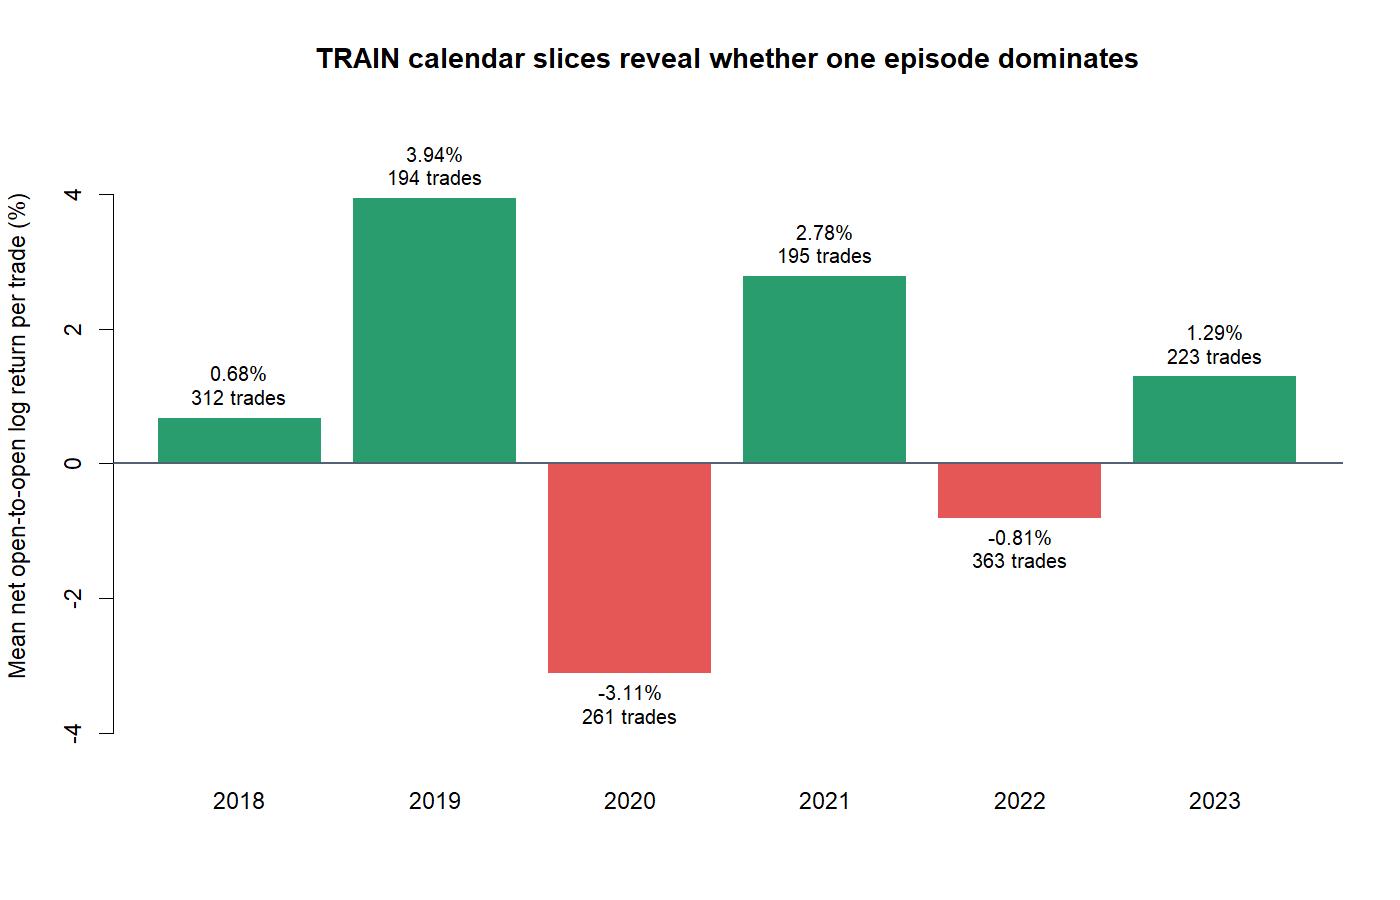 TRAIN calendar slices reveal whether one episode dominates
Mean net open-to-open log return per trade (%)
4
2
0
-2
-4
0.68%
312 trades
3.94%
194 trades
-3.11%
261 trades
2.78%
195 trades
-0.81%
363 trades
1.29%
223 trades
2018
2019
2020
2021
2022
2023